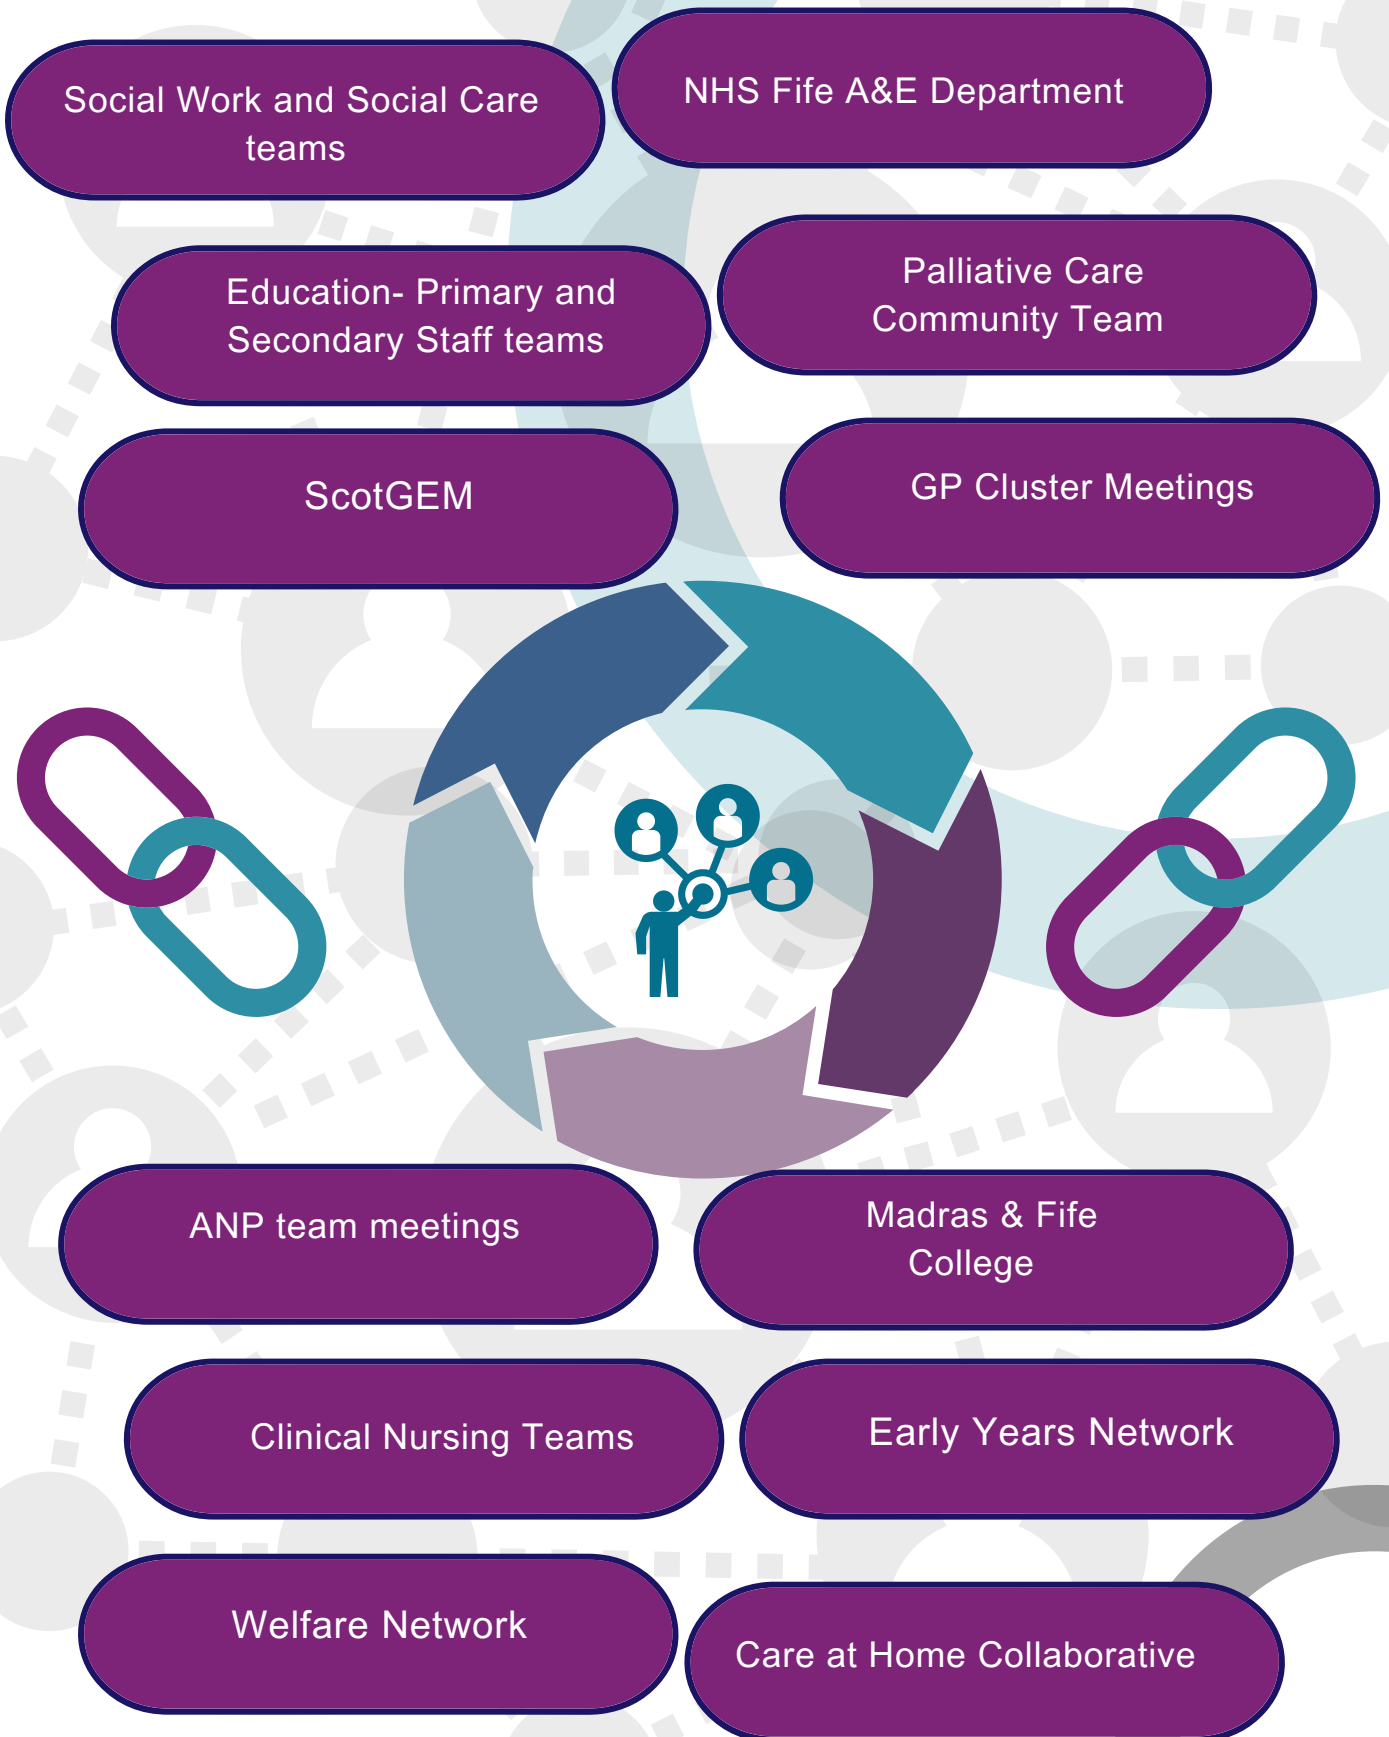 Social Work and Social Care
teams
NHS Fife A&E Department
Education- Primary and
Secondary Staff teams
Palliative Care
Community Team
ScotGEM
GP Cluster Meetings
ANP team meetings
Madras & Fife
College
Clinical Nursing Teams
Early Years Network
Welfare Network
Care at Home Collaborative